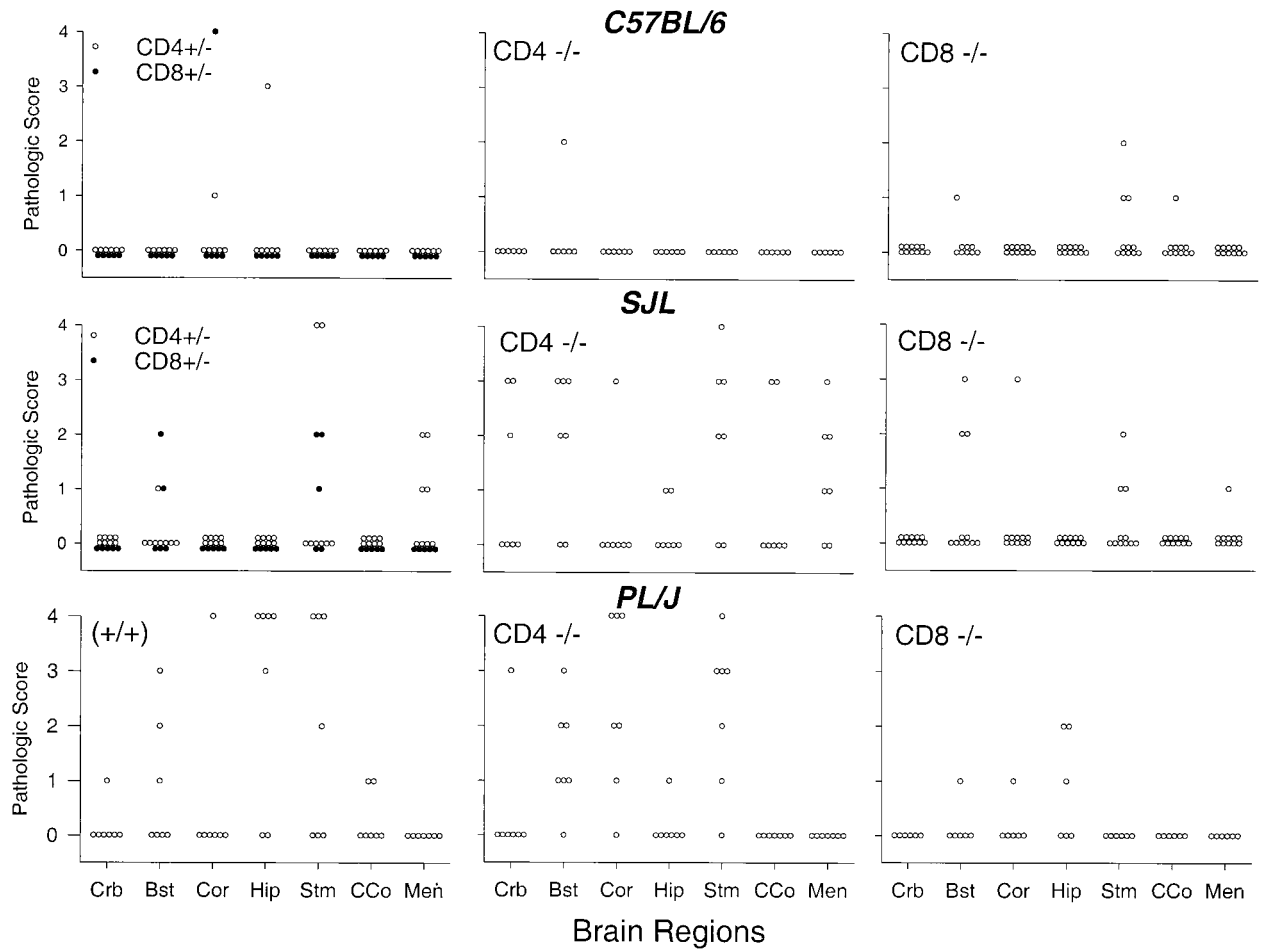 C57BL/6
4
3
2
1
0
Pathologic Score
CD4+/-
CD8+/-
CD4 -/-
CD8 -/-
SJL
4
3
2
1
0
Pathologic Score
CD4+/-
CD8+/-
CD4 -/-
CD8 -/-
PL/J
4
3
2
1
0
Pathologic Score
(+/+)
CD4 -/-
CD8 -/-
Crb Bst Cor Hip Stm CCo Men
Crb Bst Cor Hip Stm CCo Men
Crb Bst Cor Hip Stm CCo Men
Brain Regions